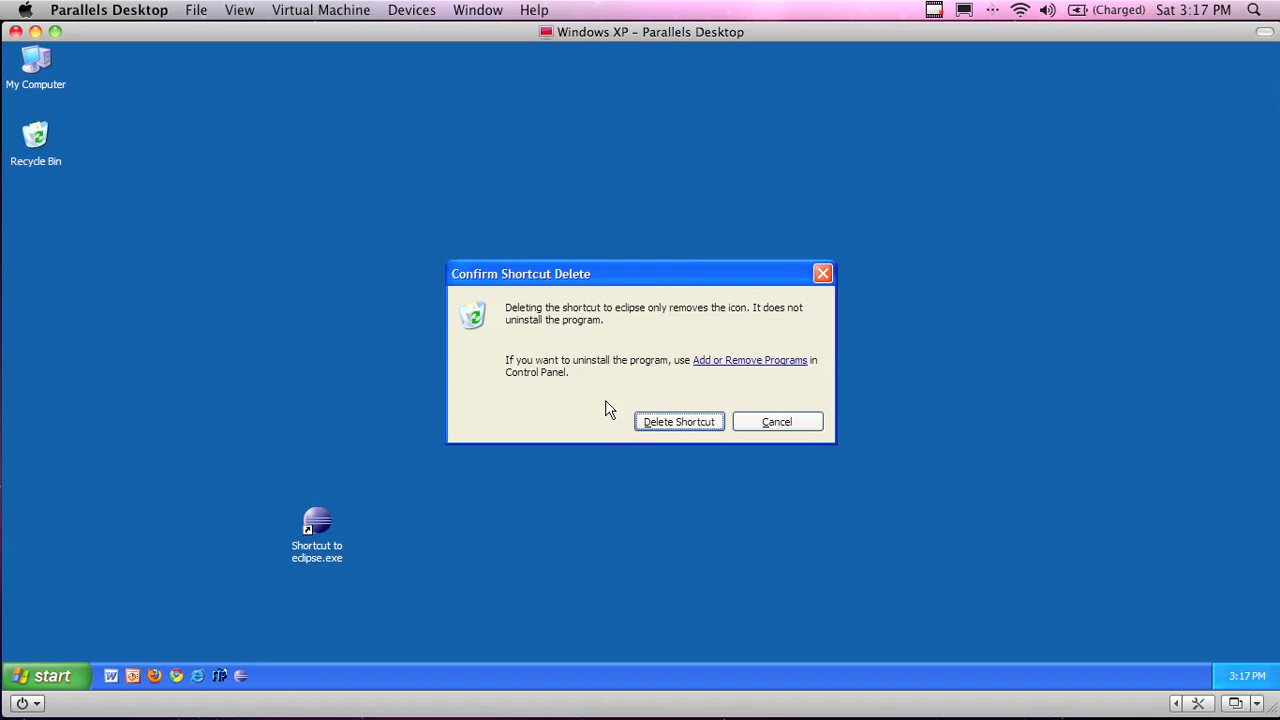 Parallels Desktop File View Virtual Machine Devices Window Help (Charged) Sat 3:17 PM
Windows XP – Parallels Desktop
My Computer
Recycle Bin
Confirm Shortcut Delete
Deleting the shortcut to eclipse only removes the icon. It does not
uninstall the program.
If you want to uninstall the program, use Add or Remove Programs in
Control Panel.
Delete Shortcut Cancel
Shortcut to
eclipse.exe
start 3:17 PM